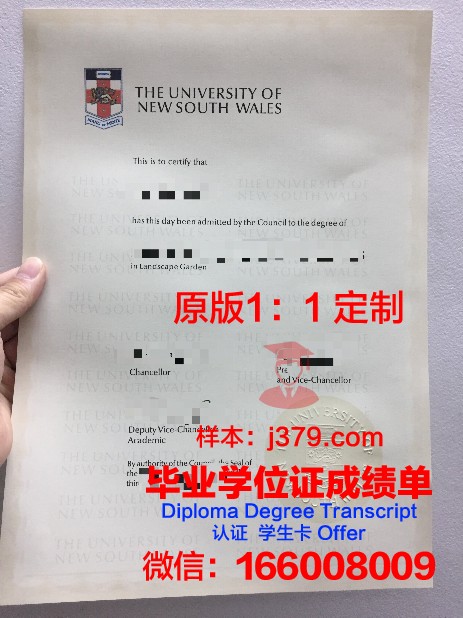 THE UNIVERSITY OF
NEW SOUTH WALES
This is to certify that
has this day been admitted by the Council to the degree of
in Landscape Garden
原版1：1 定制
Chancellor
Pre
and Vice-Chancellor
Deputy Vice-Chancellor
Academic
样本：j379.com
By authority of the Council, the Seal of
the
thir
毕业学位证成绩单
Diploma Degree Transcript
认证 学生卡 Offer
微信：166008009